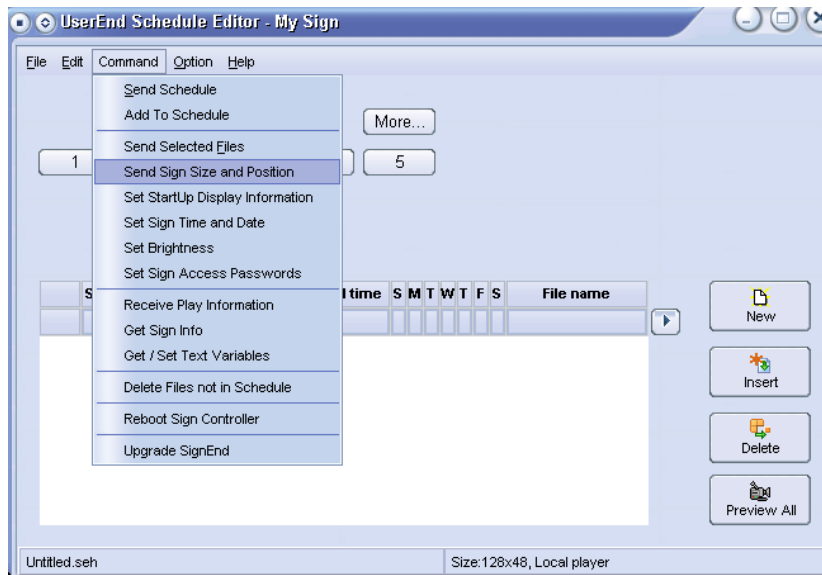 UserEnd Schedule Editor - My Sign
File Edit Command Option Help
Send Schedule
Add To Schedule
More...
Send Selected Files
1
5
Send Sign Size and Position
Set StartUp Display Information
Set Sign Time and Date
Set Brightness
Set Sign Access Passwords
S
time S M T W T F S File name
Receive Play Information
New
Get Sign Info
Get / Set Text Variables
Insert
Delete Files not in Schedule
Reboot Sign Controller
Delete
Upgrade SignEnd
Preview All
Untitled.seh
Size:128x48, Local player